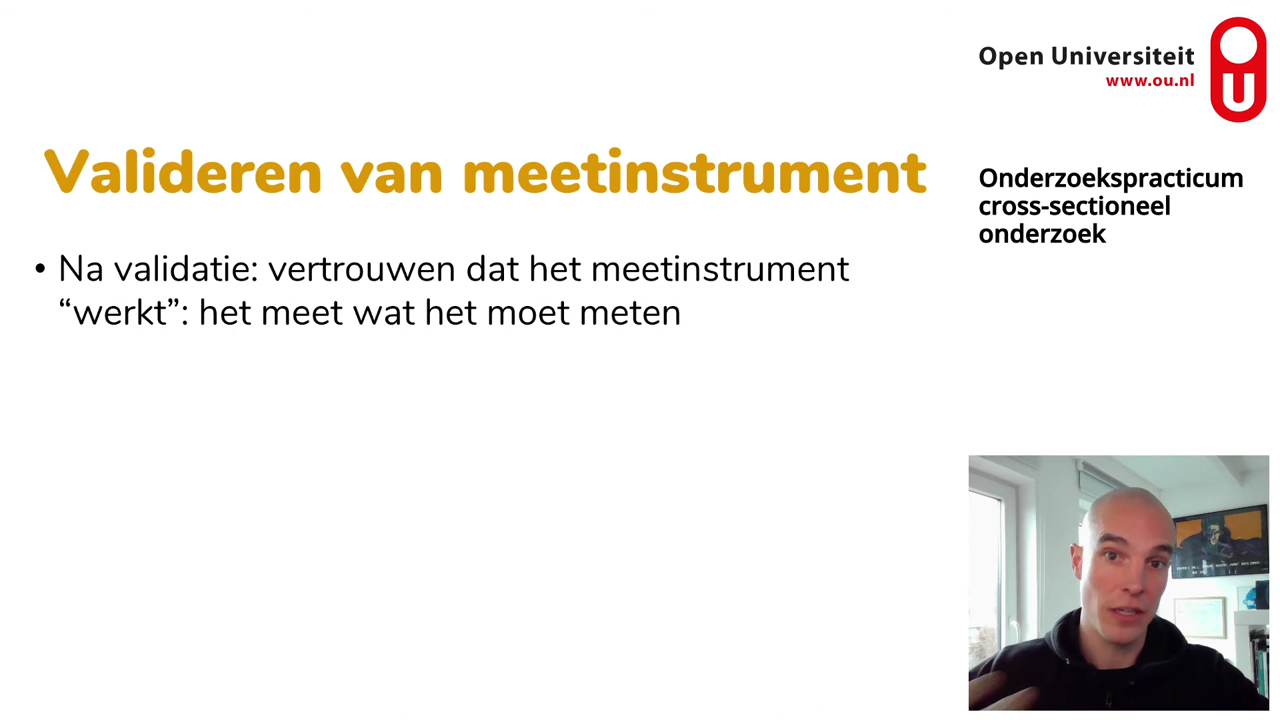 Open Universiteit
www.ou.nl
Valideren van meetinstrument
Onderzoekspracticum
cross-sectioneel
onderzoek
• Na validatie: vertrouwen dat het meetinstrument
“werkt”: het meet wat het moet meten